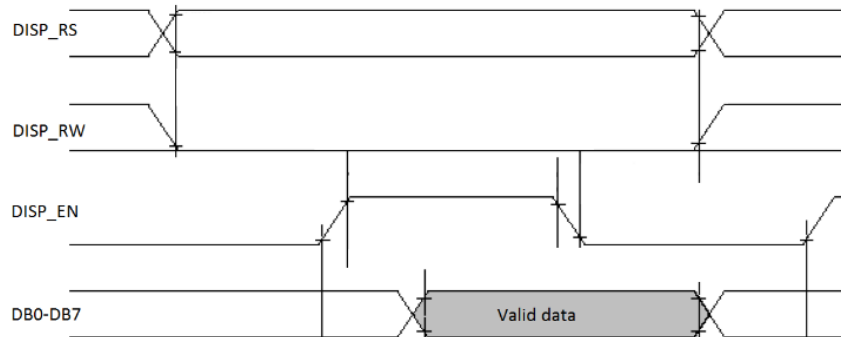 DISP_RS
DISP_RW
DISP_EN
DB0-DB7
Valid data